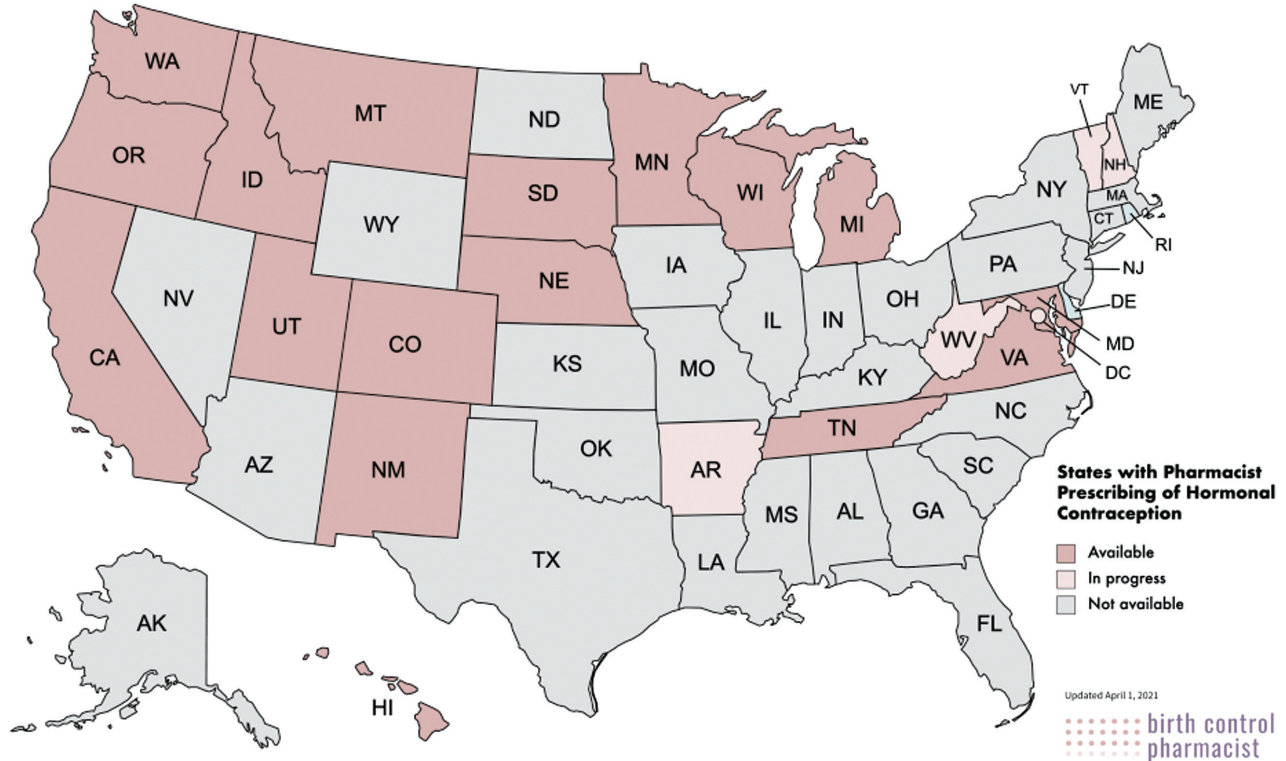 WA
MT
ND
MN
OR
ID
SD
WI
MI
WY
NE
IA
NV
UT
CO
CA
KS
MO
IL
IN
OH
KY
WV
VA
PA
NY
VT
NH
ME
MA
CT
RI
NJ
DE
MD
DC
NC
TN
SC
AZ
NM
OK
AR
MS
AL
GA
TX
LA
FL
AK
HI
States with Pharmacist
Prescribing of Hormonal
Contraception
Available
In progress
Not available
Updated April 1, 2021
birth control
pharmacist